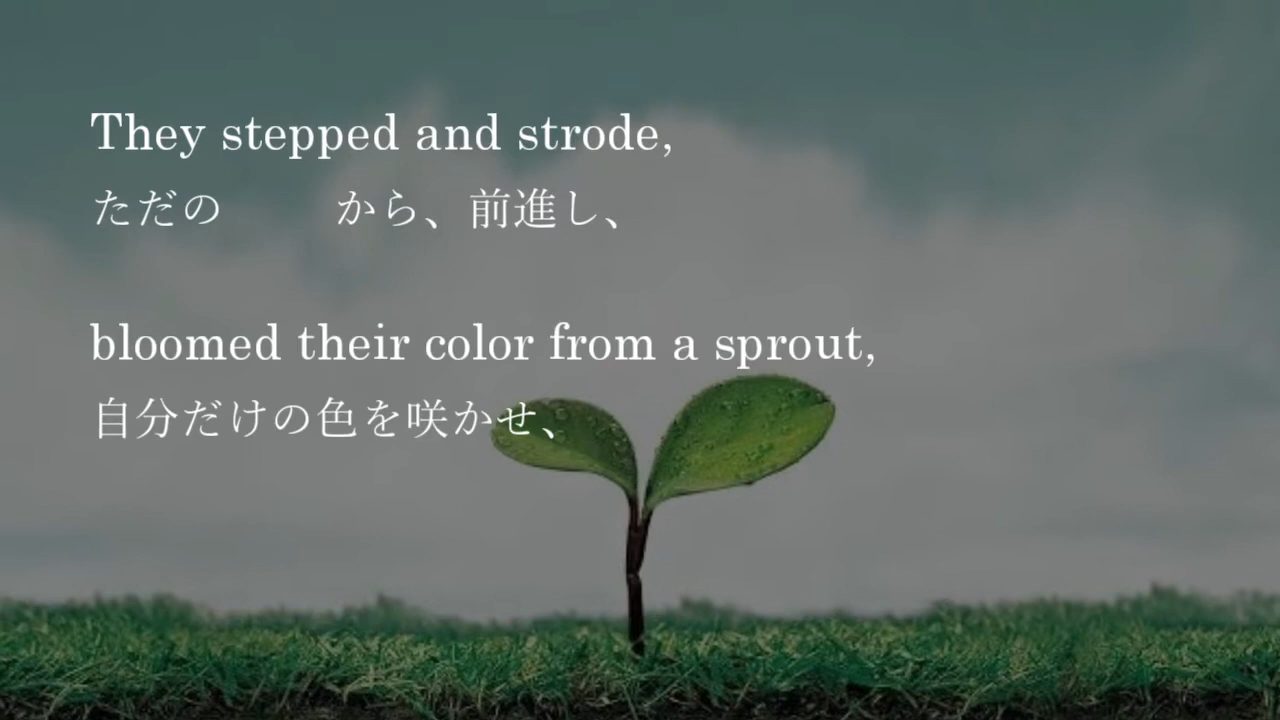 They stepped and strode,
ただの　　から、前進し、
bloomed their color from a sprout,
自分だけの色を咲かせ、